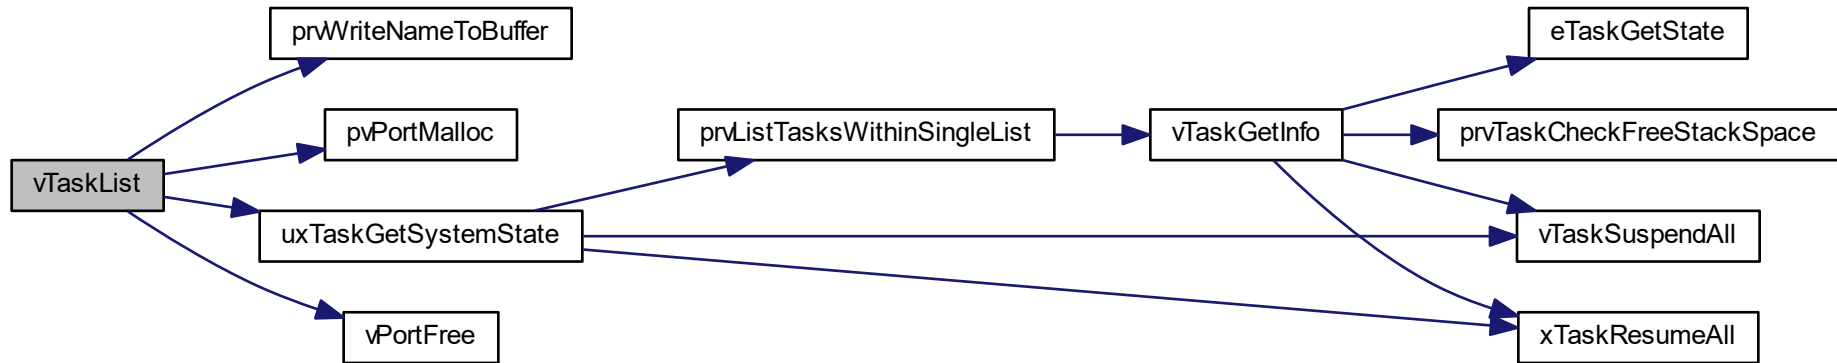 vTaskList
prvWriteNameToBuffer
pvPortMalloc
uxTaskGetSystemState
vPortFree
prvListTasksWithinSingleList
vTaskGetInfo
eTaskGetState
prvTaskCheckFreeStackSpace
vTaskSuspendAll
xTaskResumeAll